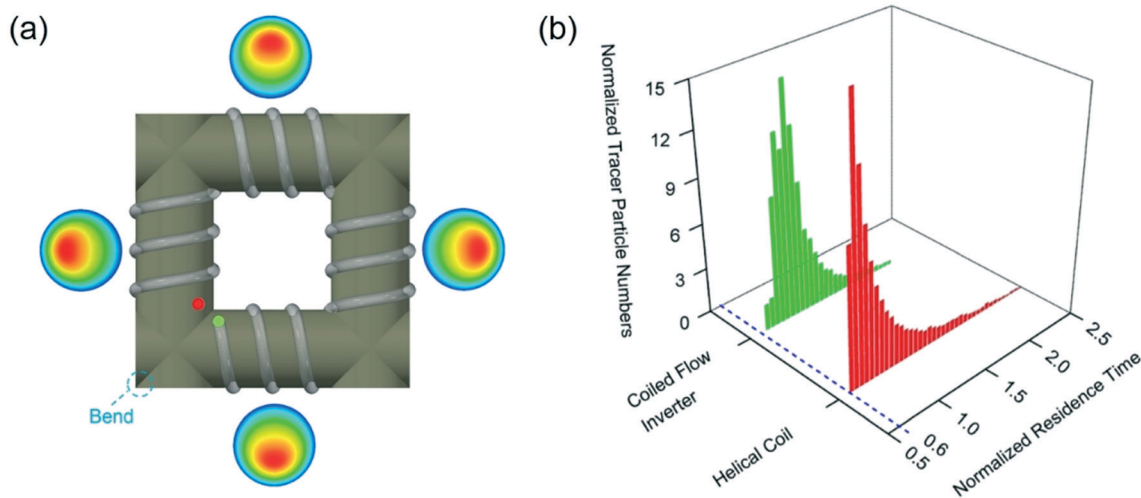 (a)
Bend
(b)
Normalized Tracer Particle Numbers
15
12
9
6
3
0
Coiled Flow
Inverter
Helical Coil
0.5
0.6
1.0
1.5
2.0
2.5
Normalized Residence Time